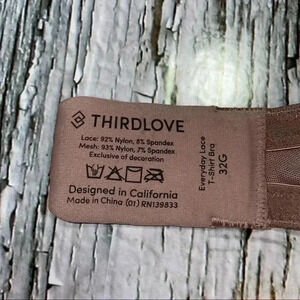 THIRDLOVE
Lace: 92% Nylon, 8% Spandex
Mesh: 93% Nylon, 7% Spandex
Exclusive of decoration
Designed in California
Made in China (01) RN139833
Everyday Lace
T-Shirt Bra
32G